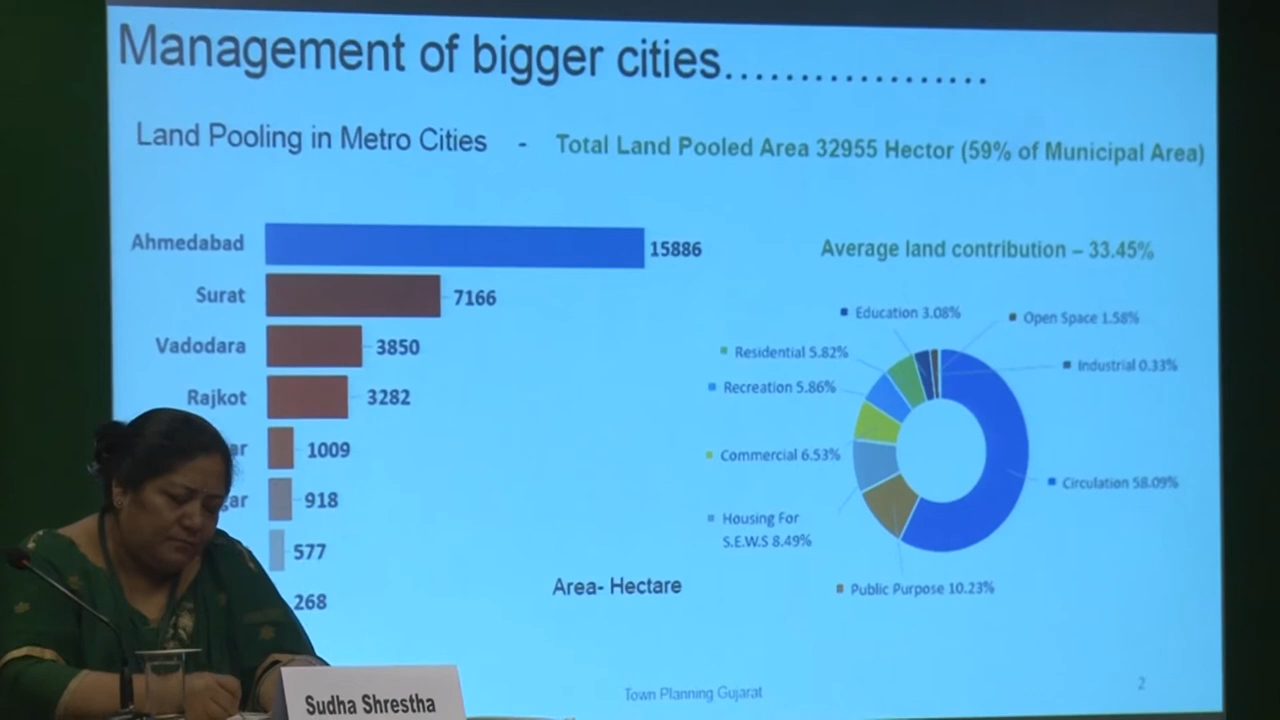 Management of bigger cities..................
Land Pooling in Metro Cities - Total Land Pooled Area 32955 Hector (59% of Municipal Area)
Ahmedabad 15886
Surat 7166
Vadodara 3850
Rajkot 3282
ar 1009
gar 918
577
268
Area- Hectare
Average land contribution – 33.45%
Education 3.08%
Open Space 1.58%
Residential 5.82%
Industrial 0.33%
Recreation 5.86%
Commercial 6.53%
Circulation 58.09%
Housing For
S.E.W.S 8.49%
Public Purpose 10.23%
Town Planning Gujarat
2
Sudha Shrestha